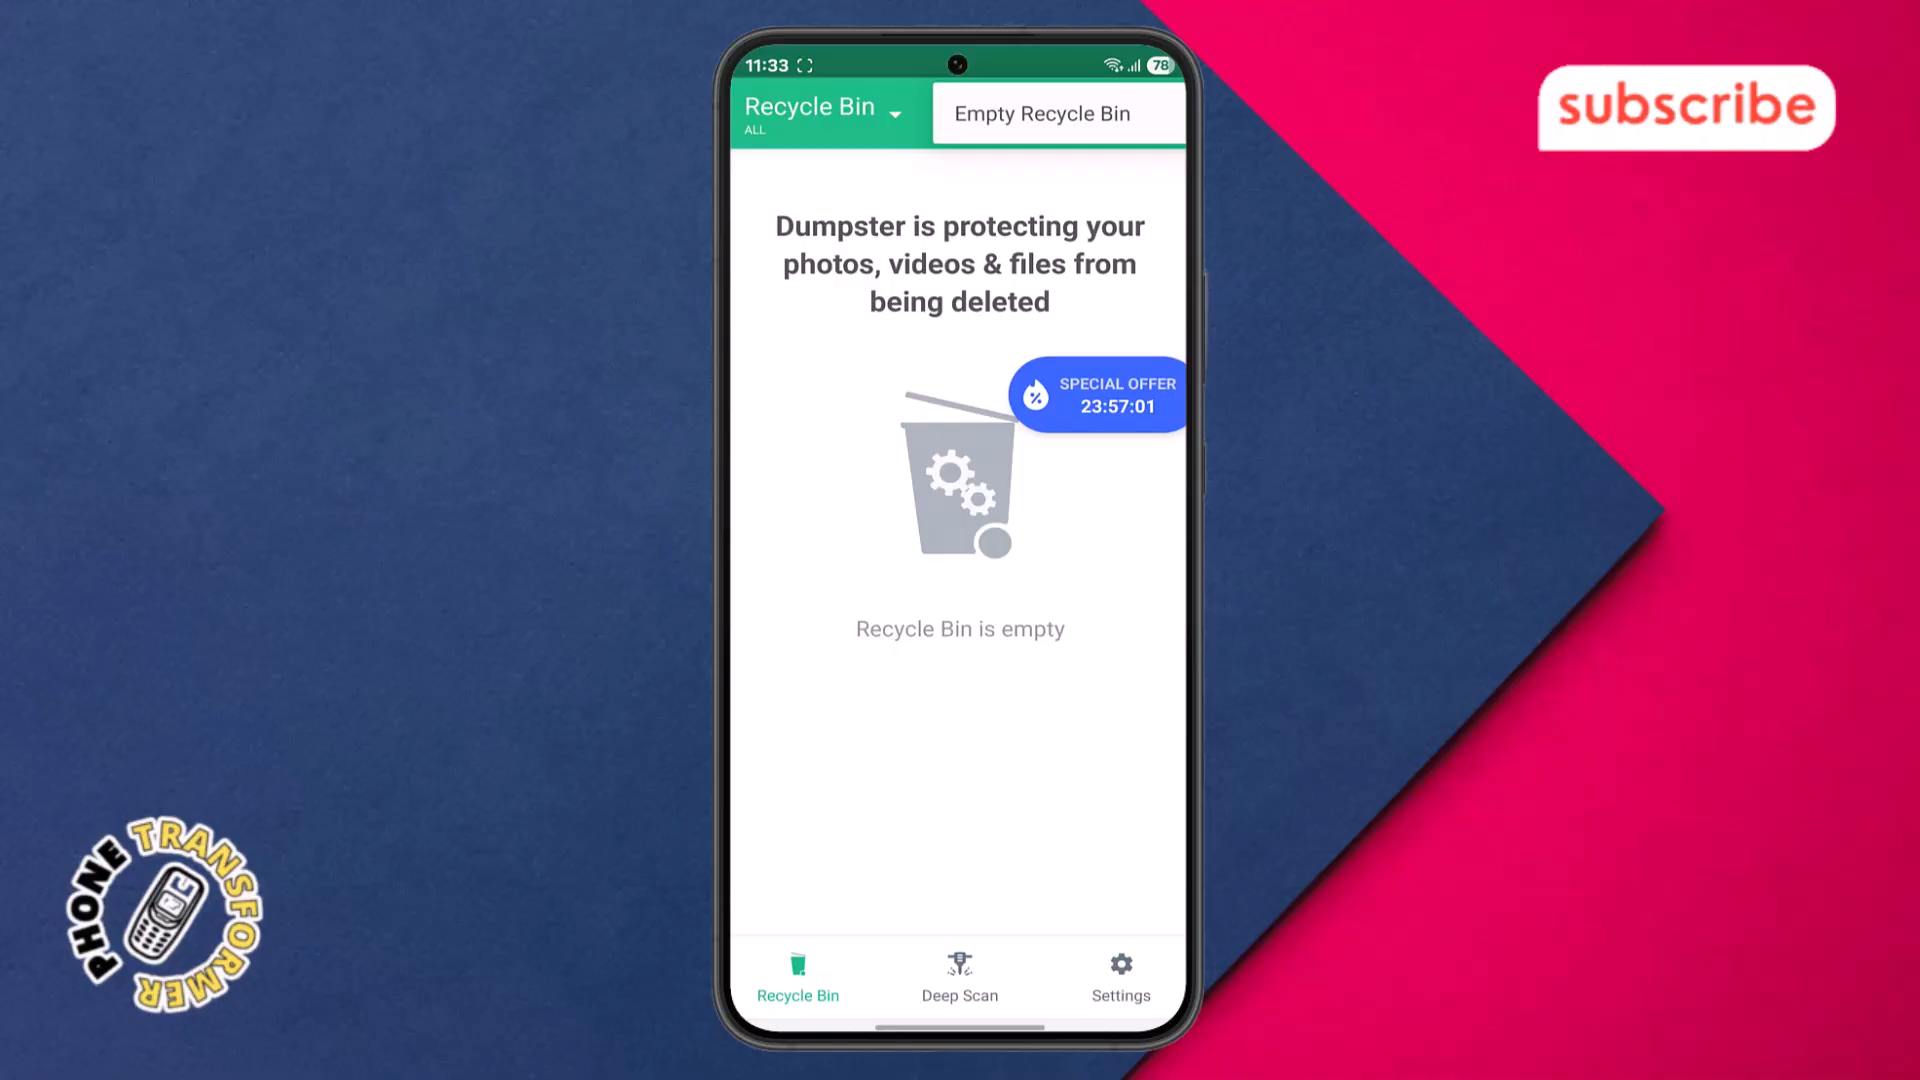 11:33
78
Recycle Bin
ALL
Empty Recycle Bin
Dumpster is protecting your
photos, videos & files from
being deleted
SPECIAL OFFER
23:57:01
Recycle Bin is empty
Recycle Bin
Deep Scan
Settings
subscribe
PHONE TRANSFORMER